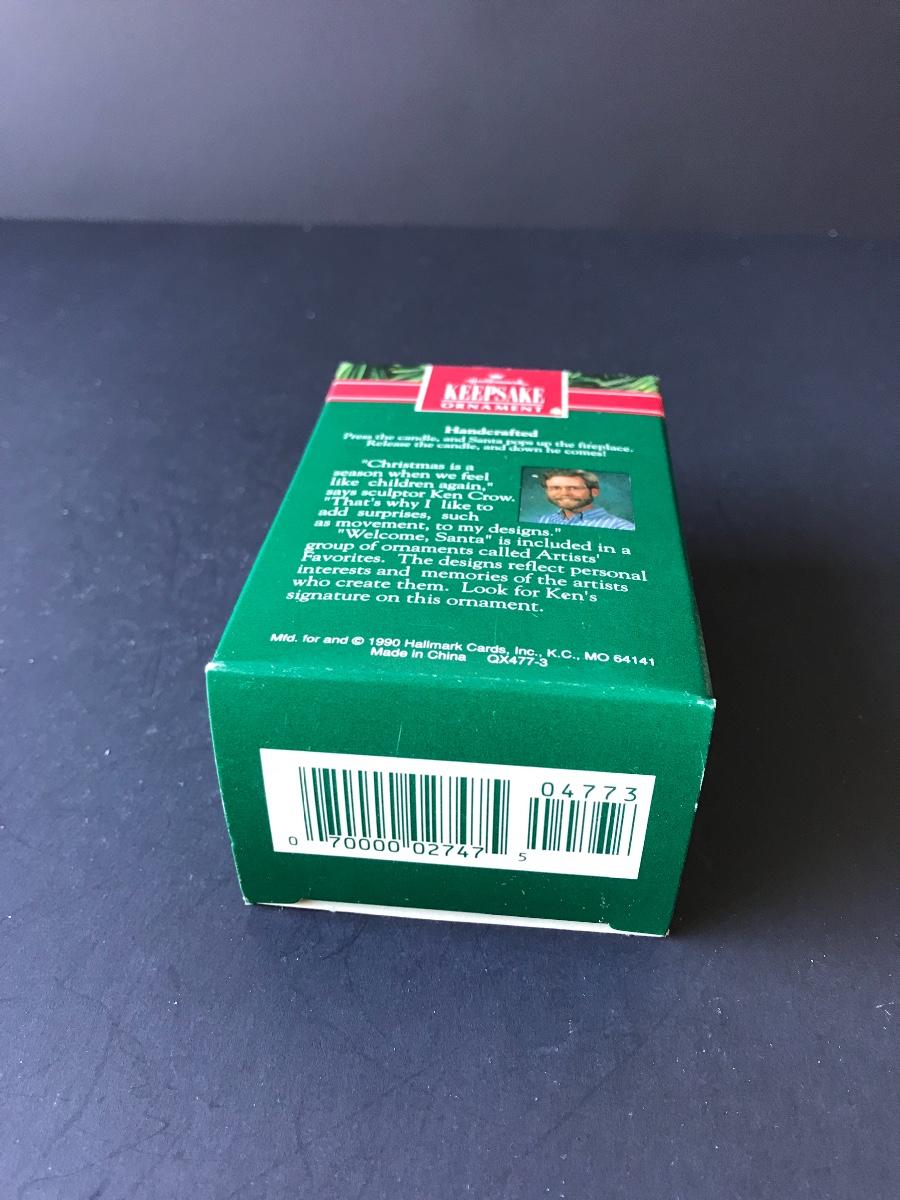 Hallmark
KEEPSAKE
ORNAMENT
Handcrafted
Press the candle, and Santa pops up the fireplace.
Release the candle, and down he comes!
"Christmas is a
season when we feel
like children again,"
says sculptor Ken Crow.
"That's why I like to
add surprises, such
as movement, to my designs."
"Welcome, Santa" is included in a
group of ornaments called Artists'
Favorites. The designs reflect personal
interests and memories of the artists
who create them. Look for Ken's
signature on this ornament.
Mfd. for and © 1990 Hallmark Cards, Inc., K.C., MO 64141
Made in China QX477-3
04773
0 70000 02747 5